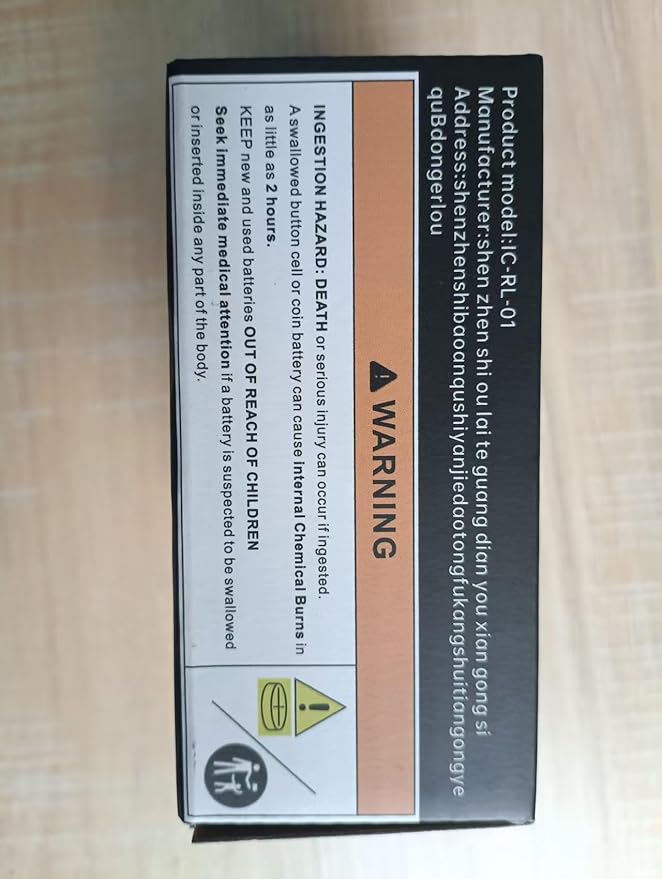 Product model:IC-RL-01
Manufacturer:shen zhen shi ou lai te guang dian you xian gong si
Address:shenzhenshibaoanqushiyanjiedaotongfukangshuitiangongye
quBdongerlou
WARNING
INGESTION HAZARD: DEATH or serious injury can occur if ingested.
A swallowed button cell or coin battery can cause internal Chemical Burns in
as little as 2 hours.
KEEP new and used batteries OUT OF REACH OF CHILDREN
Seek immediate medical attention if a battery is suspected to be swallowed
or inserted inside any part of the body.